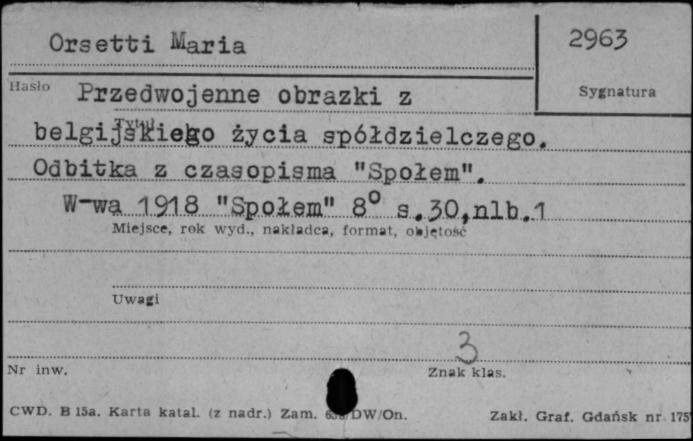 Orsetti Maria
2963
Hasło
Sygnatura
Przedwojenne obrazki z
Tytuł
belgijskiego życia spółdzielczego.
Odbitka z czasopisma "Społem".
W-wa 1918 "Społem" 8° s.30,nlb.1
Miejsce, rok wyd., nakładca, format, objętość
Uwagi
3
Nr inw.
Znak klas.
CWD. B 15a. Karta katal. (z nadr.) Zam. DW/On.
Zakł. Graf. Gdańsk nr 175